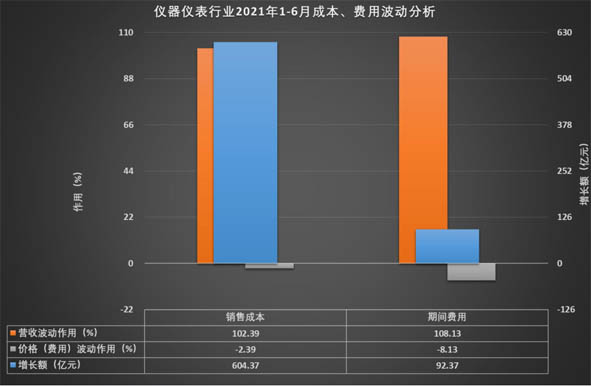 仪器仪表行业2021年1-6月成本、费用波动分析
110
88
66
44
22
0
-22
作用（%）
630
504
378
252
126
0
-126
增长额（亿元）
销售成本 期间费用
营收波动作用（%） 102.39 108.13
价格（费用）波动作用（%） -2.39 -8.13
增长额（亿元） 604.37 92.37